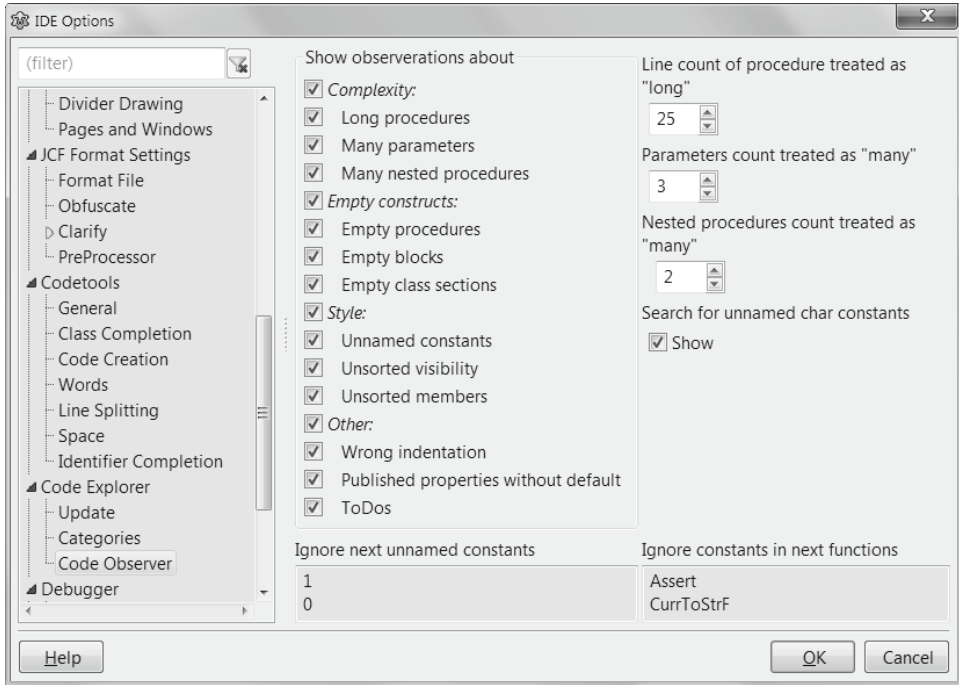 IDE Options
X
(filter)
Divider Drawing
Pages and Windows
JCF Format Settings
Format File
Obfuscate
Clarify
PreProcessor
Codetools
General
Class Completion
Code Creation
Words
Line Splitting
Space
Identifier Completion
Code Explorer
Update
Categories
Code Observer
Debugger
Show observerations about
Complexity:
Long procedures
Many parameters
Many nested procedures
Empty constructs:
Empty procedures
Empty blocks
Empty class sections
Style:
Unnamed constants
Unsorted visibility
Unsorted members
Other:
Wrong indentation
Published properties without default
ToDos
Line count of procedure treated as
"long"
25
Parameters count treated as "many"
3
Nested procedures count treated as
"many"
2
Search for unnamed char constants
Show
Ignore next unnamed constants
1
0
Ignore constants in next functions
Assert
CurrToStrF
Help
OK
Cancel